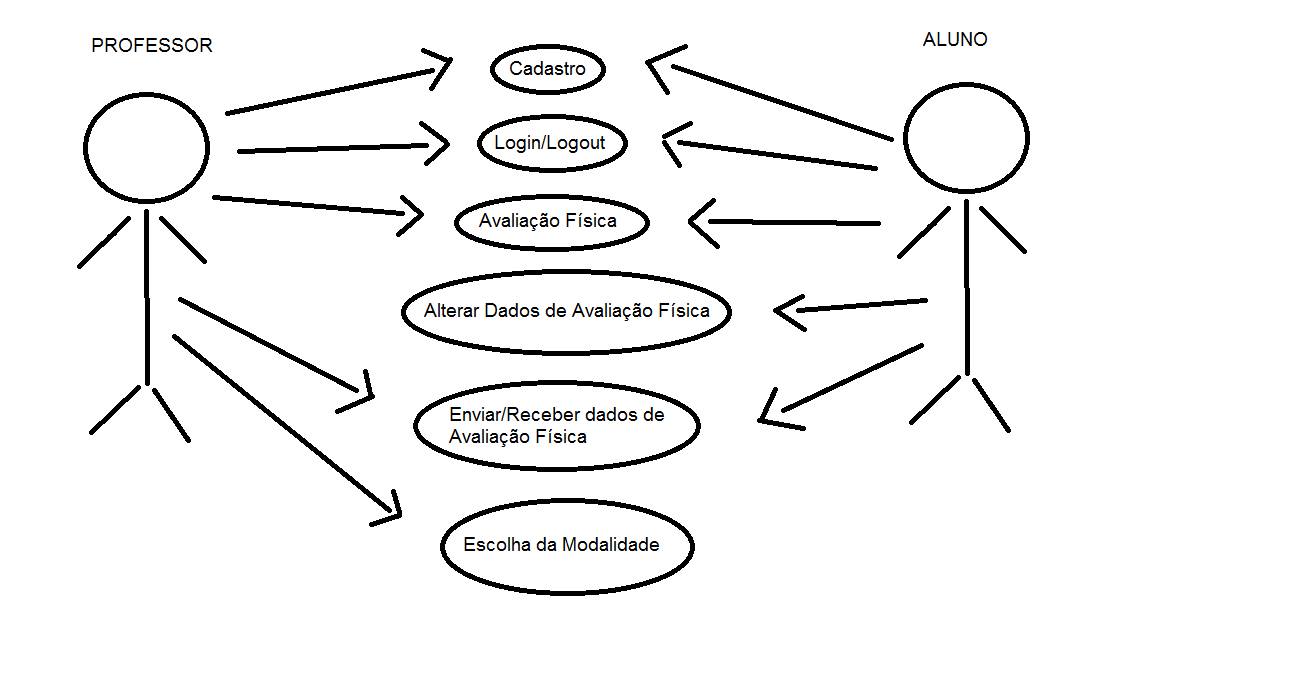 PROFESSOR
ALUNO
Cadastro
Login/Logout
Avaliação Física
Alterar Dados de Avaliação Física
Enviar/Receber dados de
Avaliação Física
Escolha da Modalidade